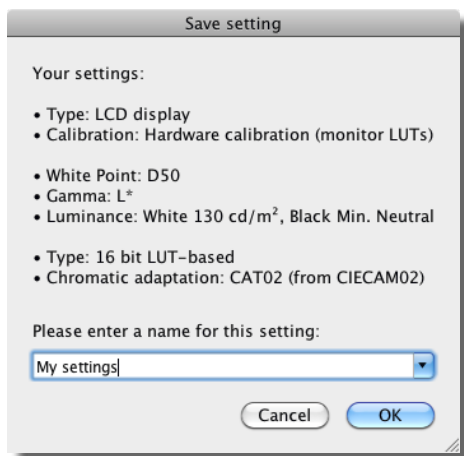 Save setting
Your settings:
• Type: LCD display
• Calibration: Hardware calibration (monitor LUTs)
• White Point: D50
• Gamma: L*
• Luminance: White 130 cd/m², Black Min. Neutral
• Type: 16 bit LUT-based
• Chromatic adaptation: CAT02 (from CIECAM02)
Please enter a name for this setting:
My settings
Cancel OK